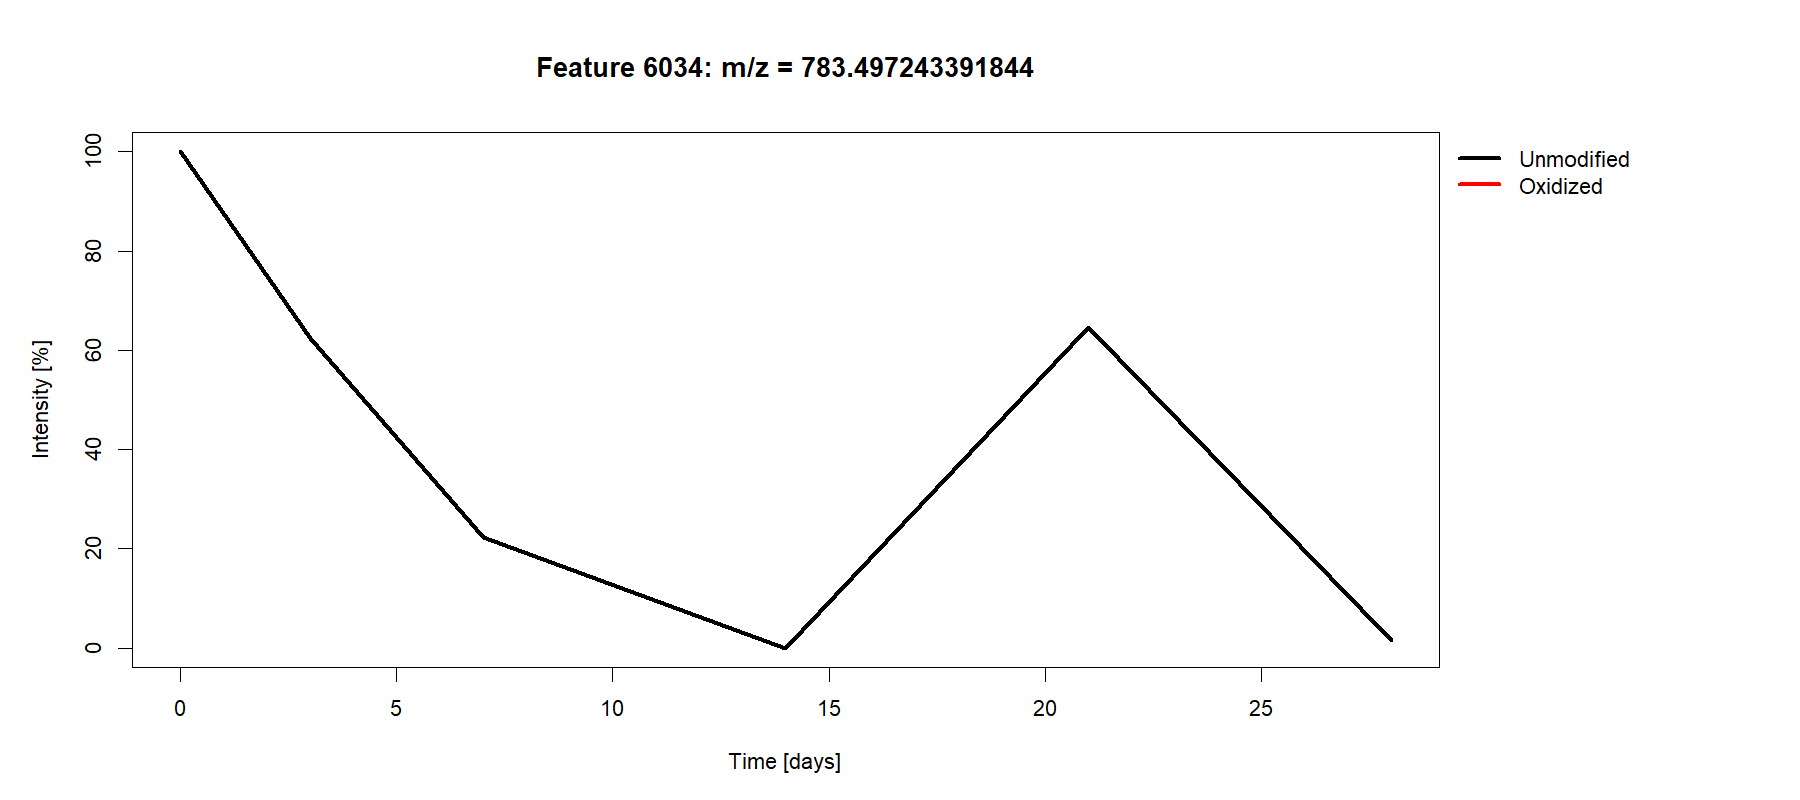 Feature 6034: m/z = 783.497243391844
Unmodified
Oxidized
Intensity [%]
100
80
60
40
20
0
0 5 10 15 20 25
Time [days]